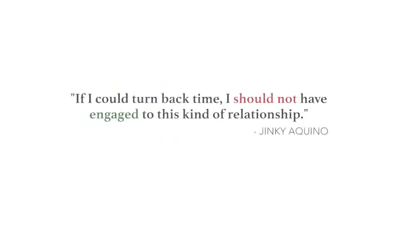 "If I could turn back time, I should not have
engaged to this kind of relationship."
- JINKY AQUINO